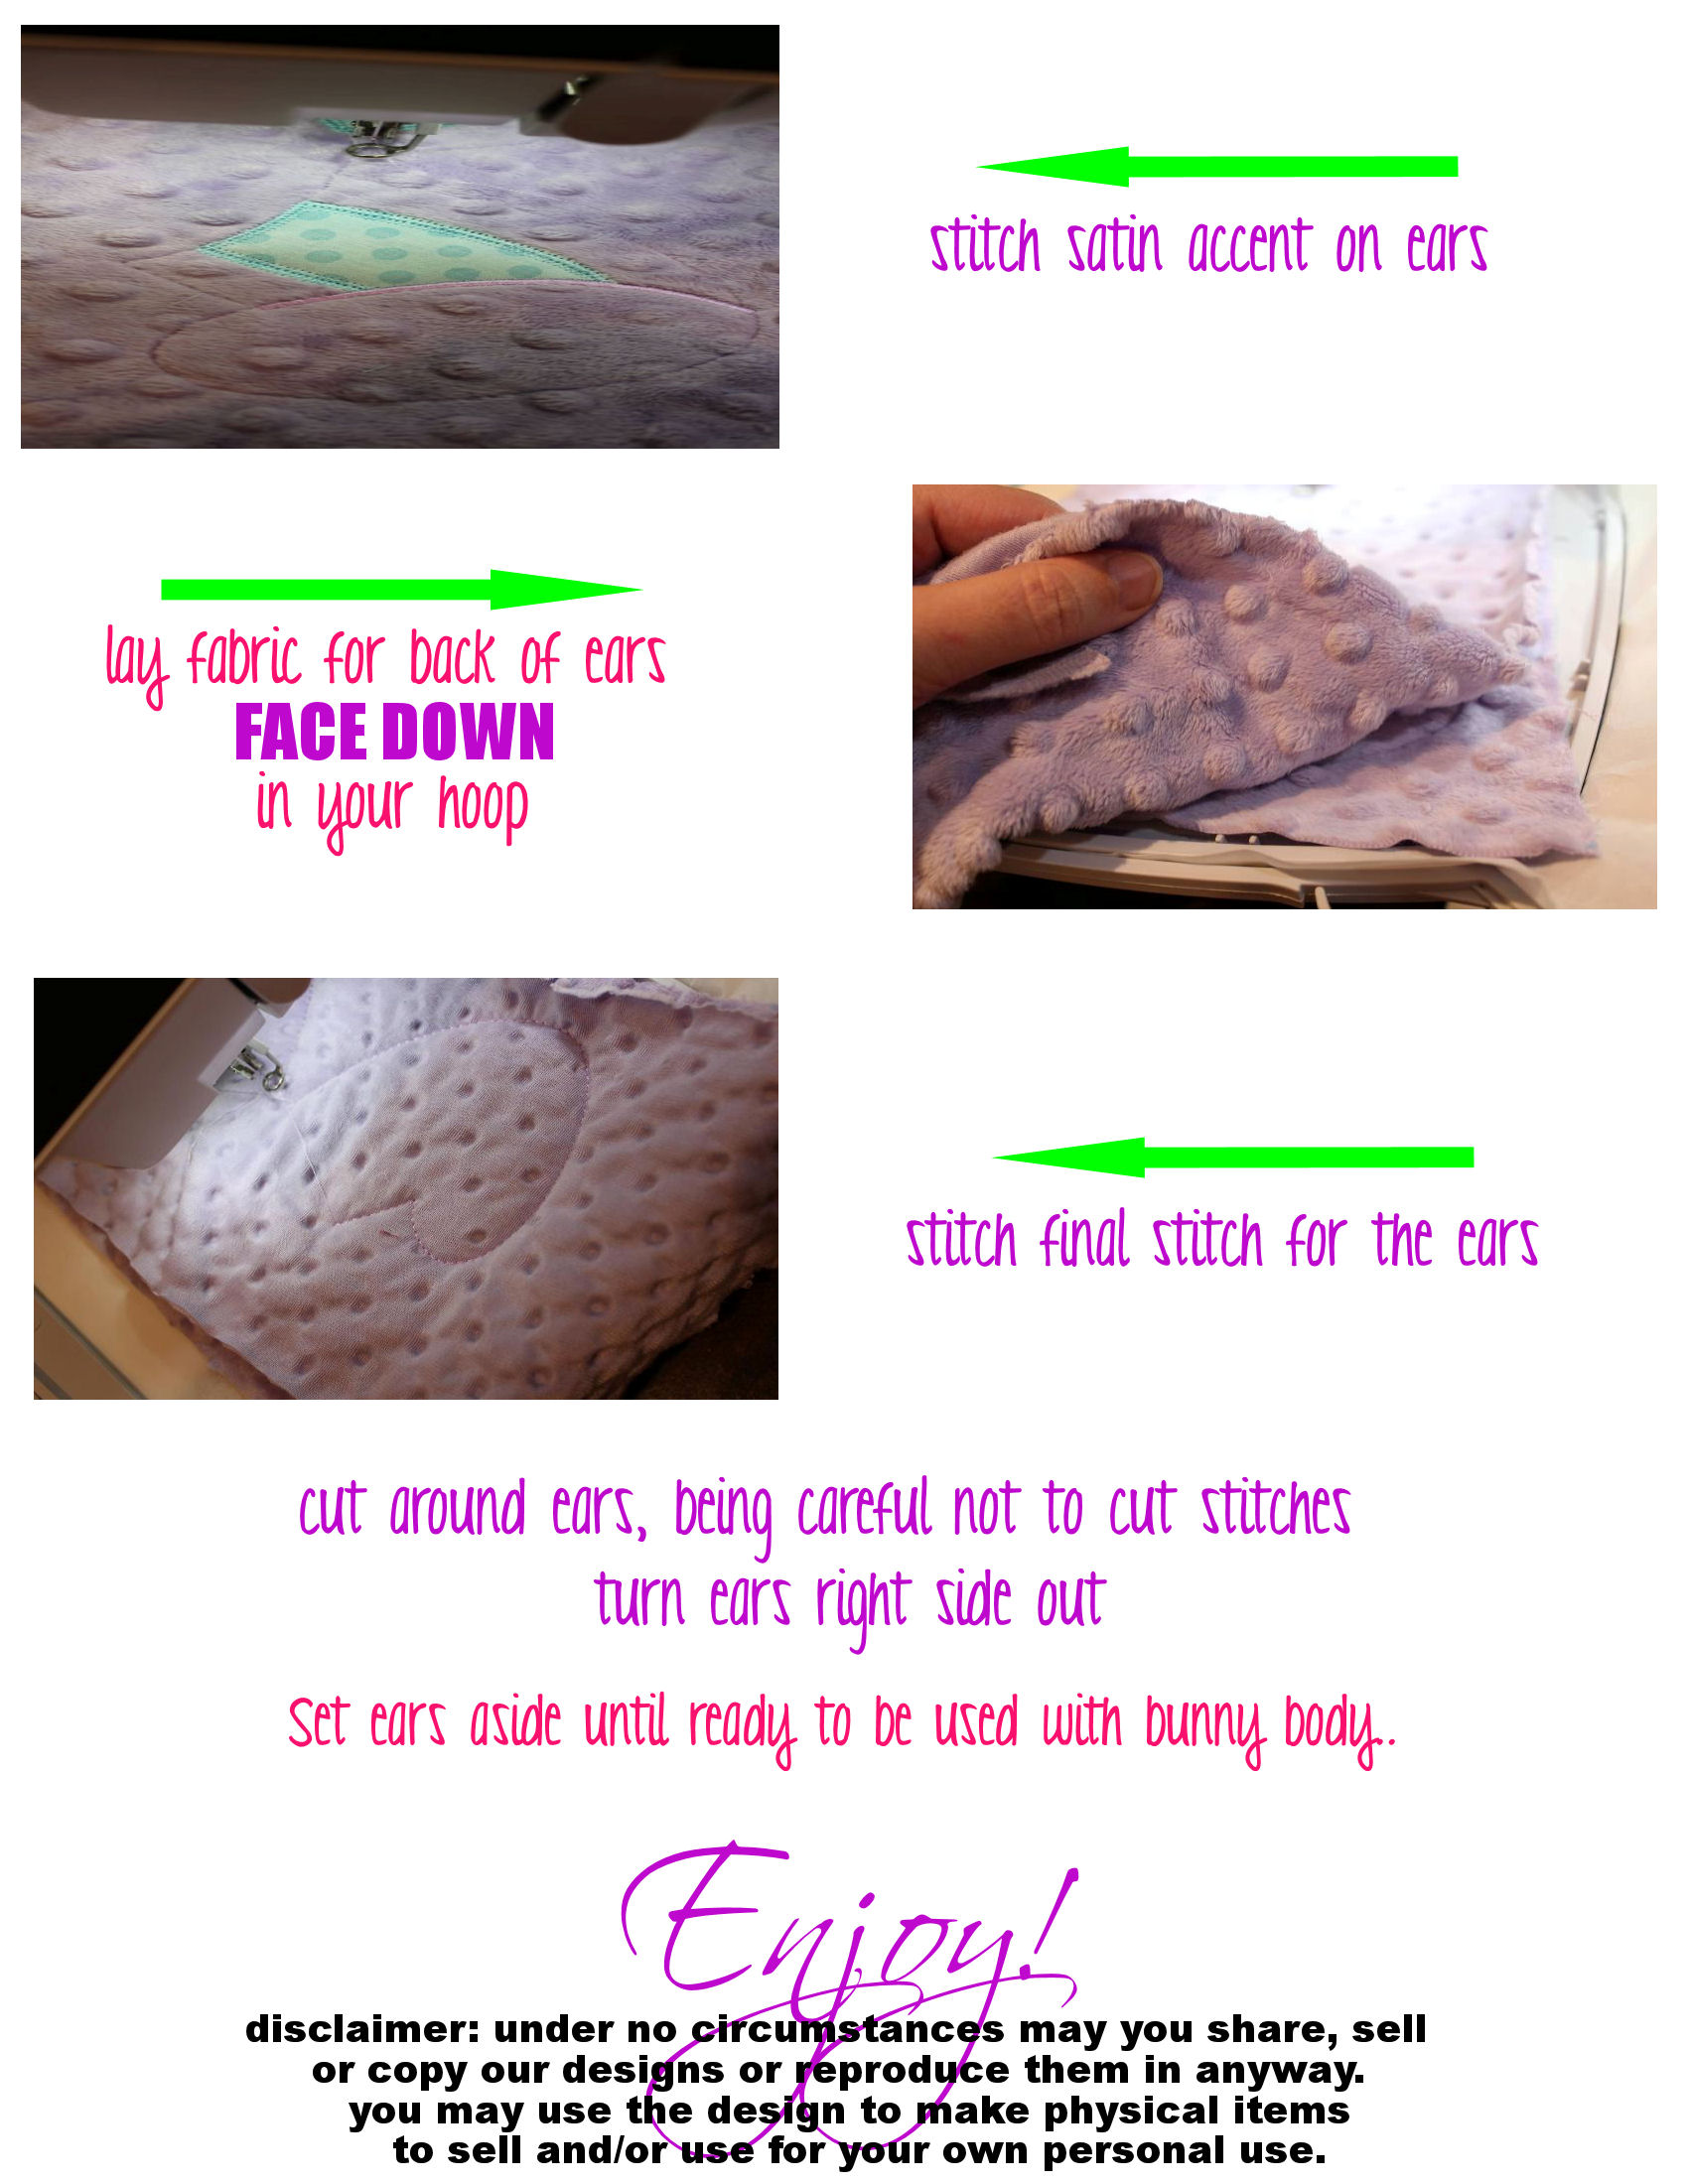 stitch satin accent on ears
lay fabric for back of ears
FACE DOWN
in your hoop
stitch final stitch for the ears
cut around ears, being careful not to cut stitches
turn ears right side out
Set ears aside until ready to be used with bunny body..
Enjoy!
disclaimer: under no circumstances may you share, sell
or copy our designs or reproduce them in anyway.
you may use the design to make physical items
to sell and/or use for your own personal use.